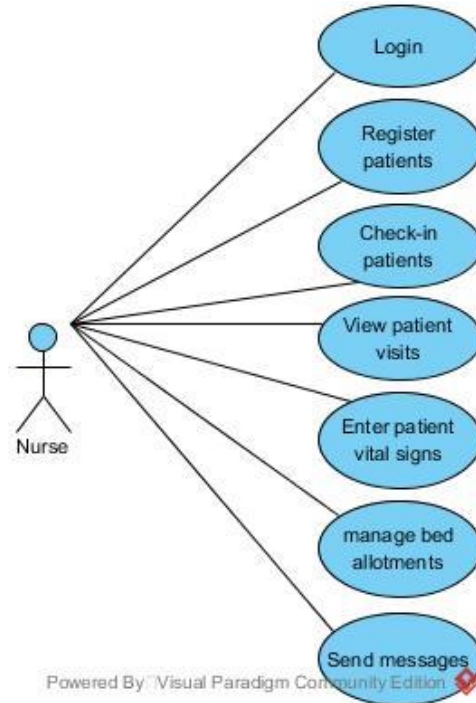 Login
Register
patients
Check-in
patients
View patient
visits
Enter patient
vital signs
Nurse
manage bed
allotments
Send messages
Powered By Visual Paradigm Community Edition